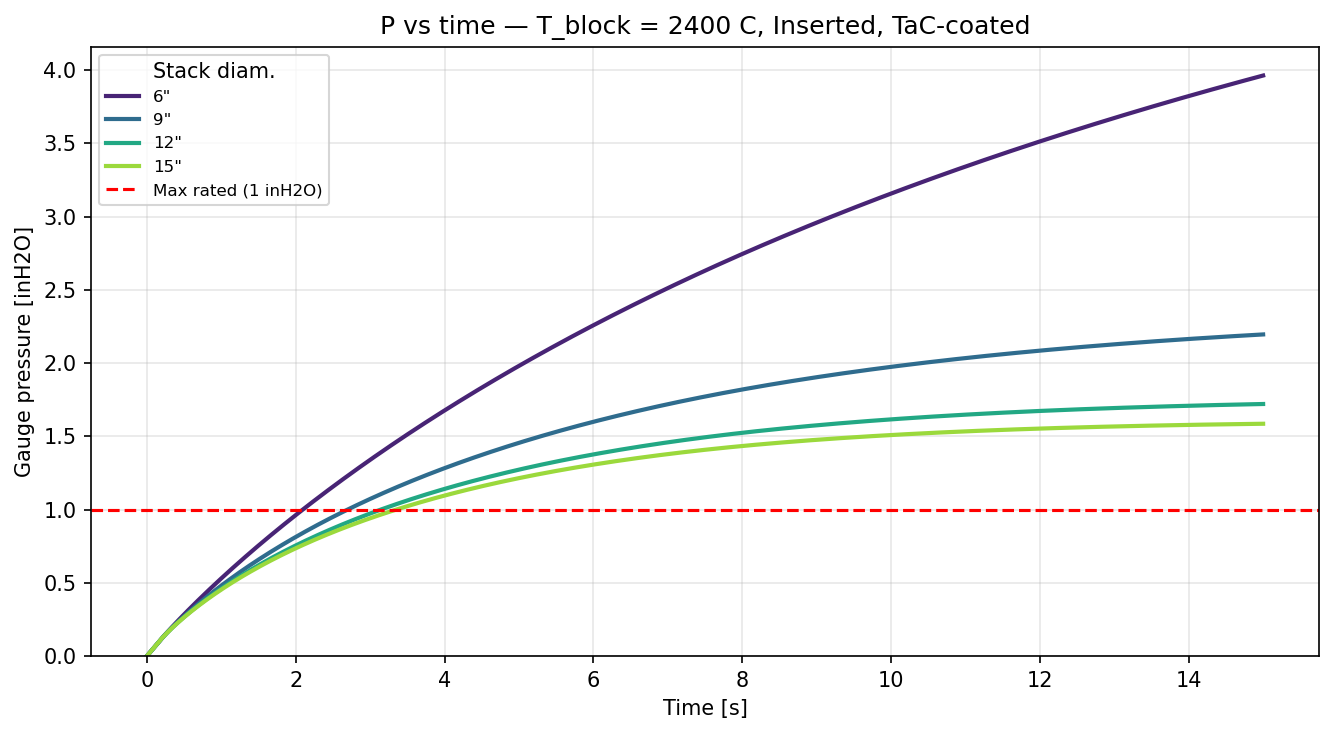 P vs time — T_block = 2400 C, Inserted, TaC-coated
Stack diam.
6"
9"
12"
15"
Max rated (1 inH2O)
Gauge pressure [inH2O]
4.0
3.5
3.0
2.5
2.0
1.5
1.0
0.5
0.0
0 2 4 6 8 10 12 14
Time [s]